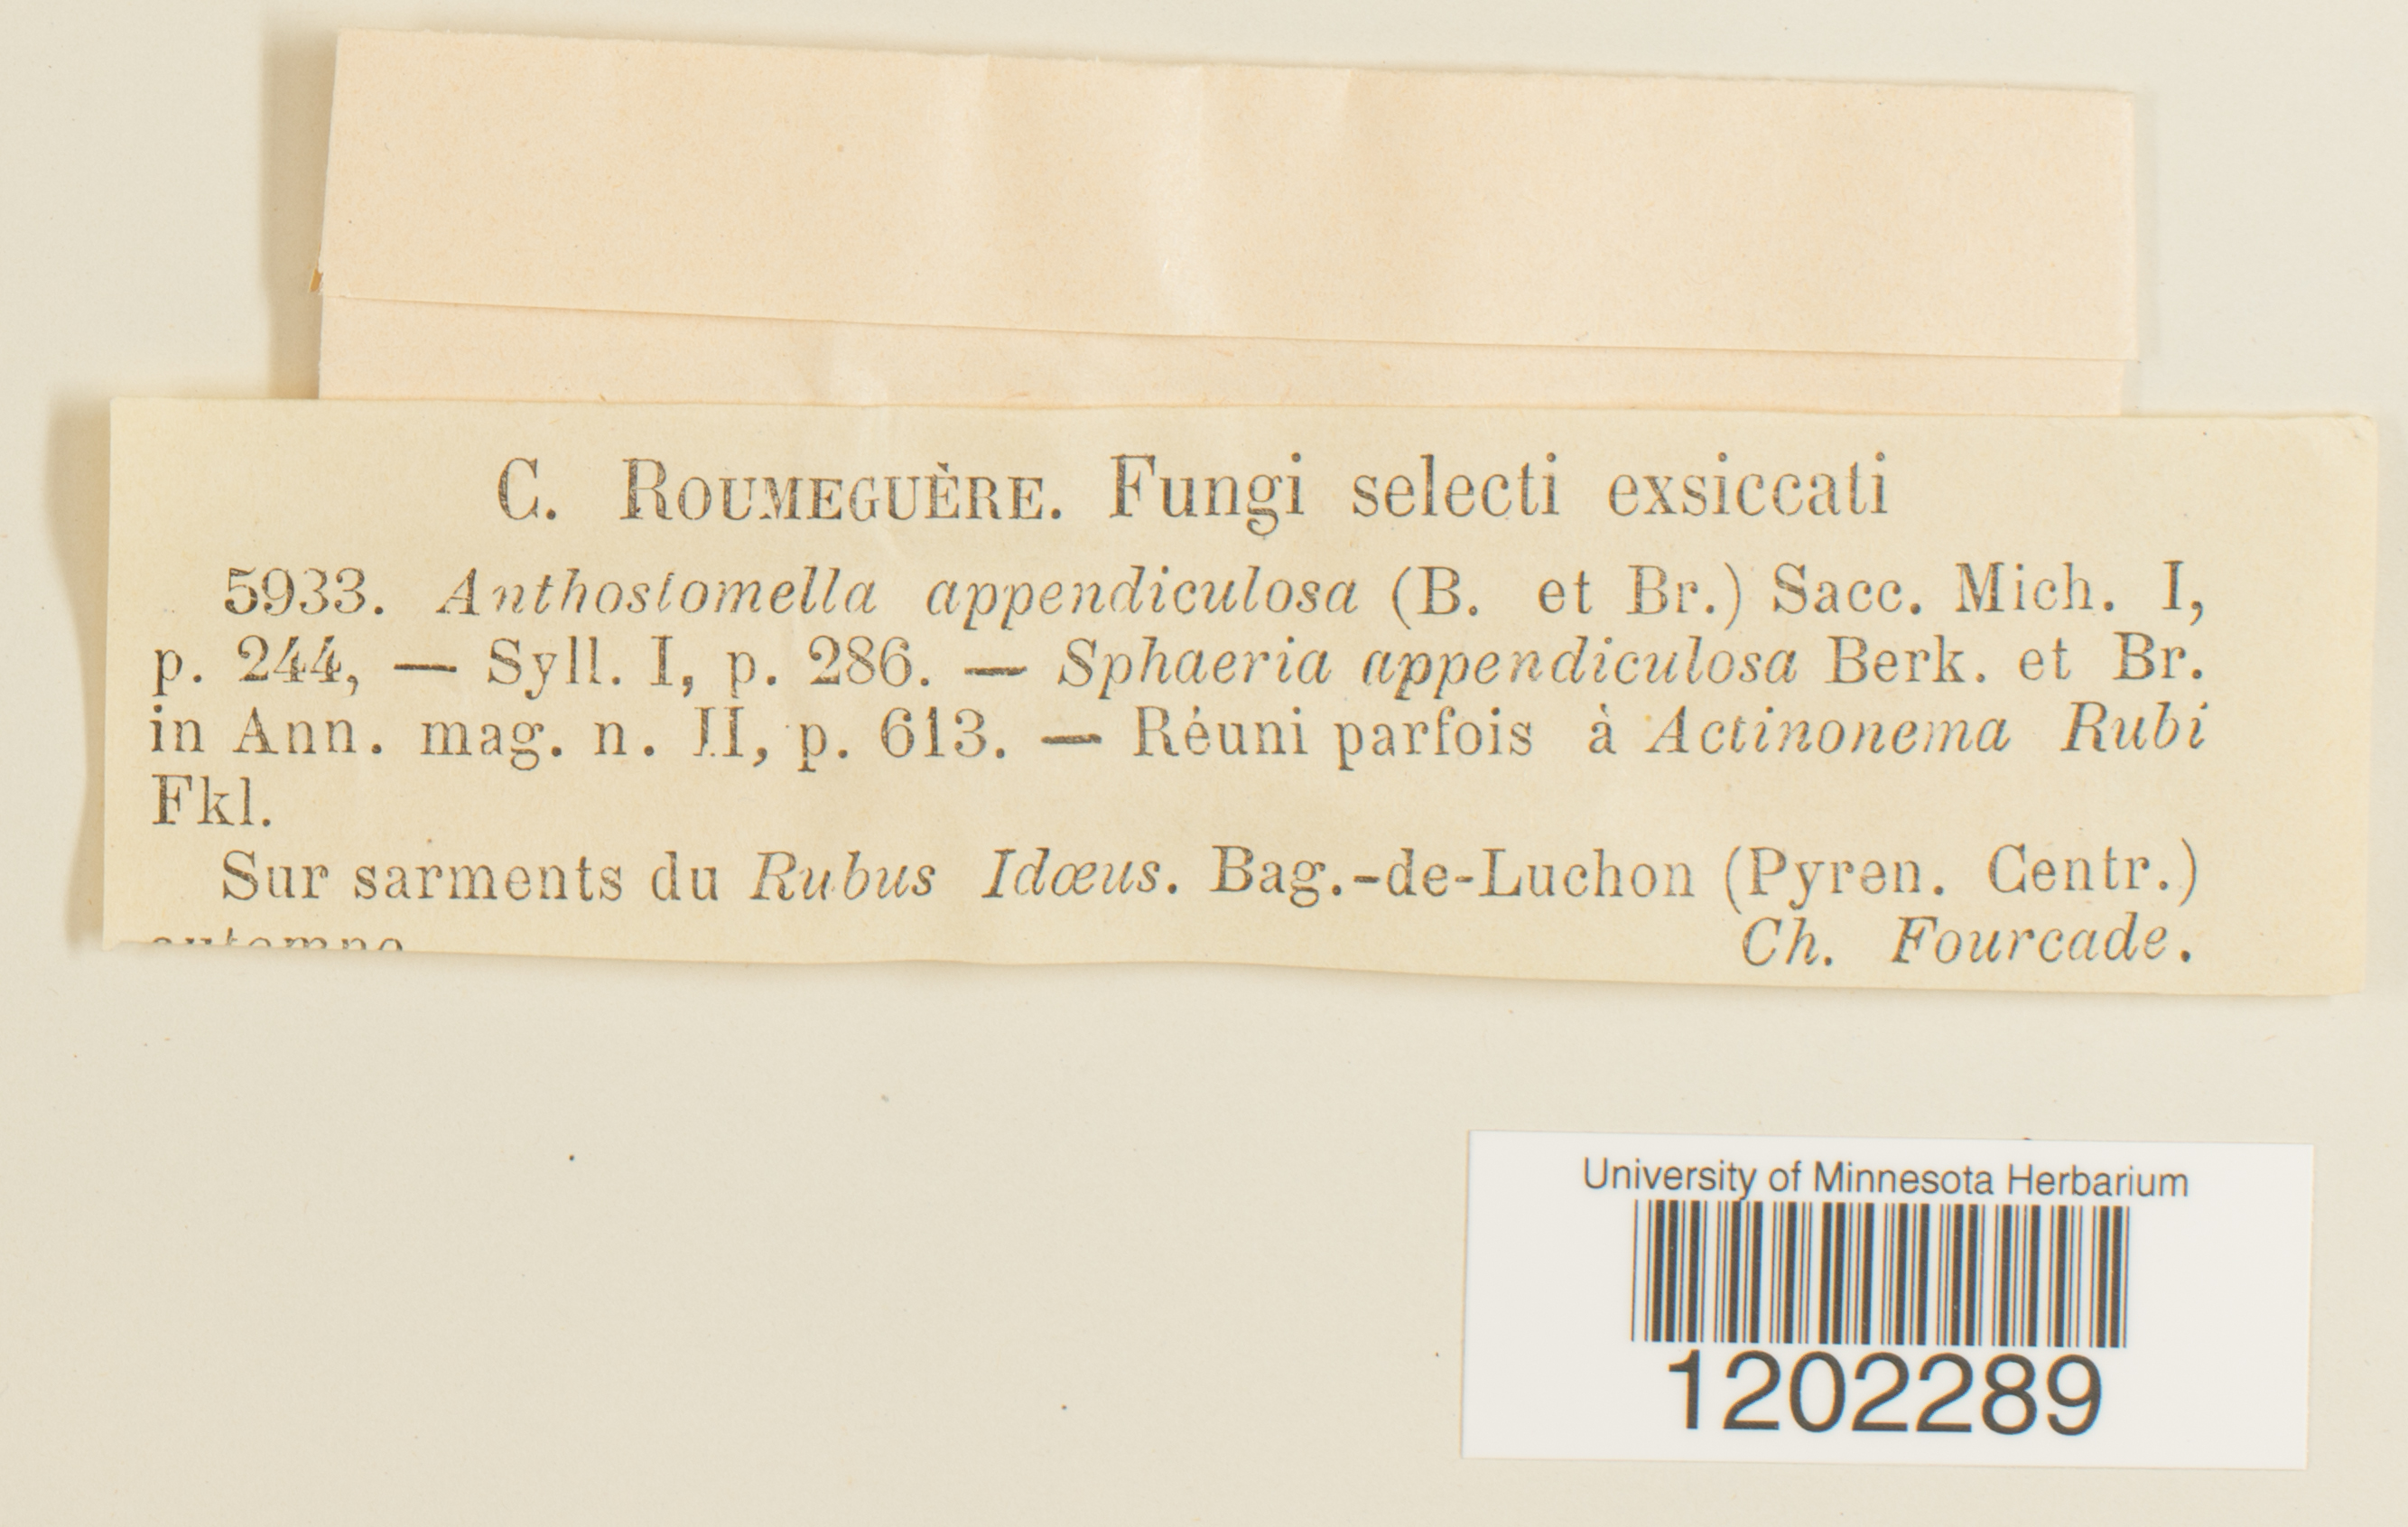 C. ROUMEGUÈRE. Fungi selecti exsiccati
5933. Anthostomella appendiculosa (B. et Br.) Sacc. Mich. I,
p. 244, — Syll. I, p. 286. — Sphaeria appendiculosa Berk. et Br.
in Ann. mag. n. II, p. 613. — Réuni parfois à Actinonema Rubi
Fkl.
Sur sarments du Rubus Idœus. Bag.-de-Luchon (Pyren. Centr.)
automne Ch. Fourcade.
University of Minnesota Herbarium
1202289